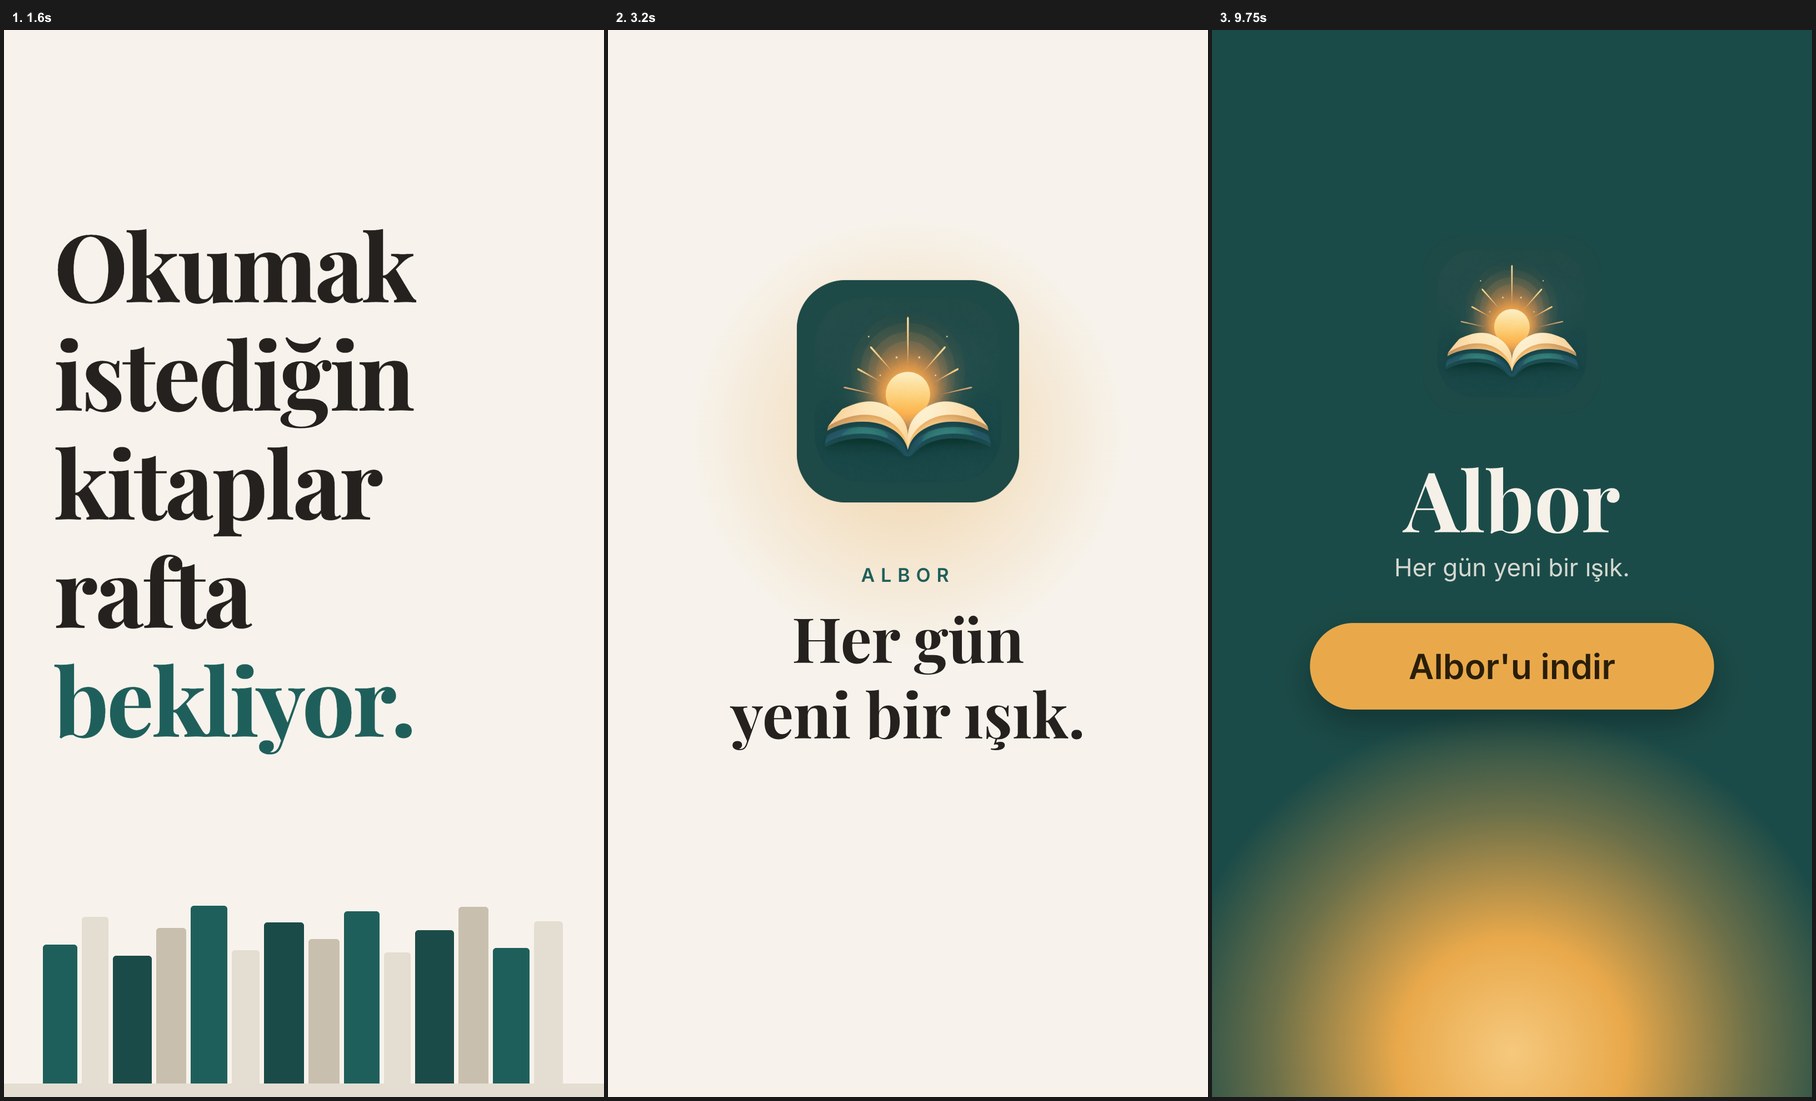 1. 1.6s
Okumak
istediğin
kitaplar
rafta
bekliyor.
2. 3.2s
ALBOR
Her gün
yeni bir ışık.
3. 9.75s
Albor
Her gün yeni bir ışık.
Albor'u indir